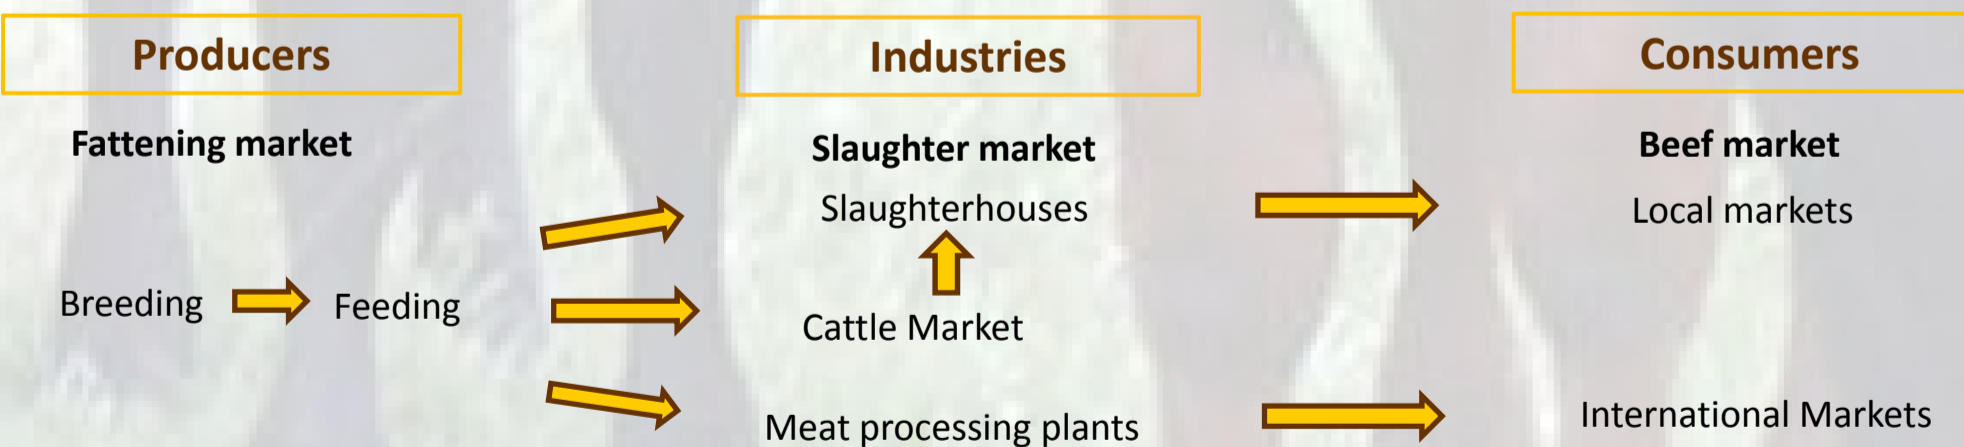 Producers
Industries
Consumers
Fattening market
Slaughter market
Beef market
Slaughterhouses
Local markets
Breeding
Feeding
Cattle Market
Meat processing plants
International Markets